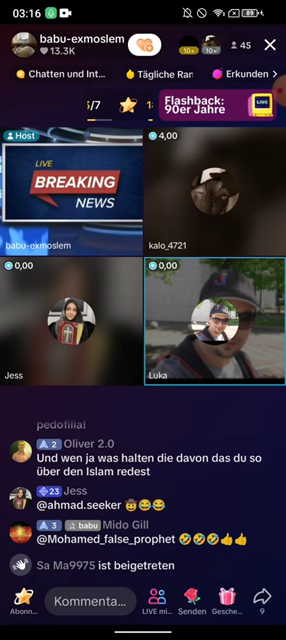 03:16
89
babu-exmoslem
13.3K
10+
10+
45
Chatten und Int...
Tägliche Ran
Erkunden
5/7
Flashback:
90er Jahre
LIVE
Host
4,00
LIVE
BREAKING
NEWS
babu-exmoslem
kalo_4721
0,00
0,00
Jess
Luka
pedofilia!
2 Oliver 2.0
Und wen ja was halten die davon das du so
über den Islam redest
23 Jess
@ahmad.seeker 🤷😂😂
3 babu Mido Gill
@Mohamed_false_prophet 🤣🤣🤣👍👍
Sa Ma9975 ist beigetreten
Abonn...
Kommenta...
LIVE mi...
Senden
Gesche...
9